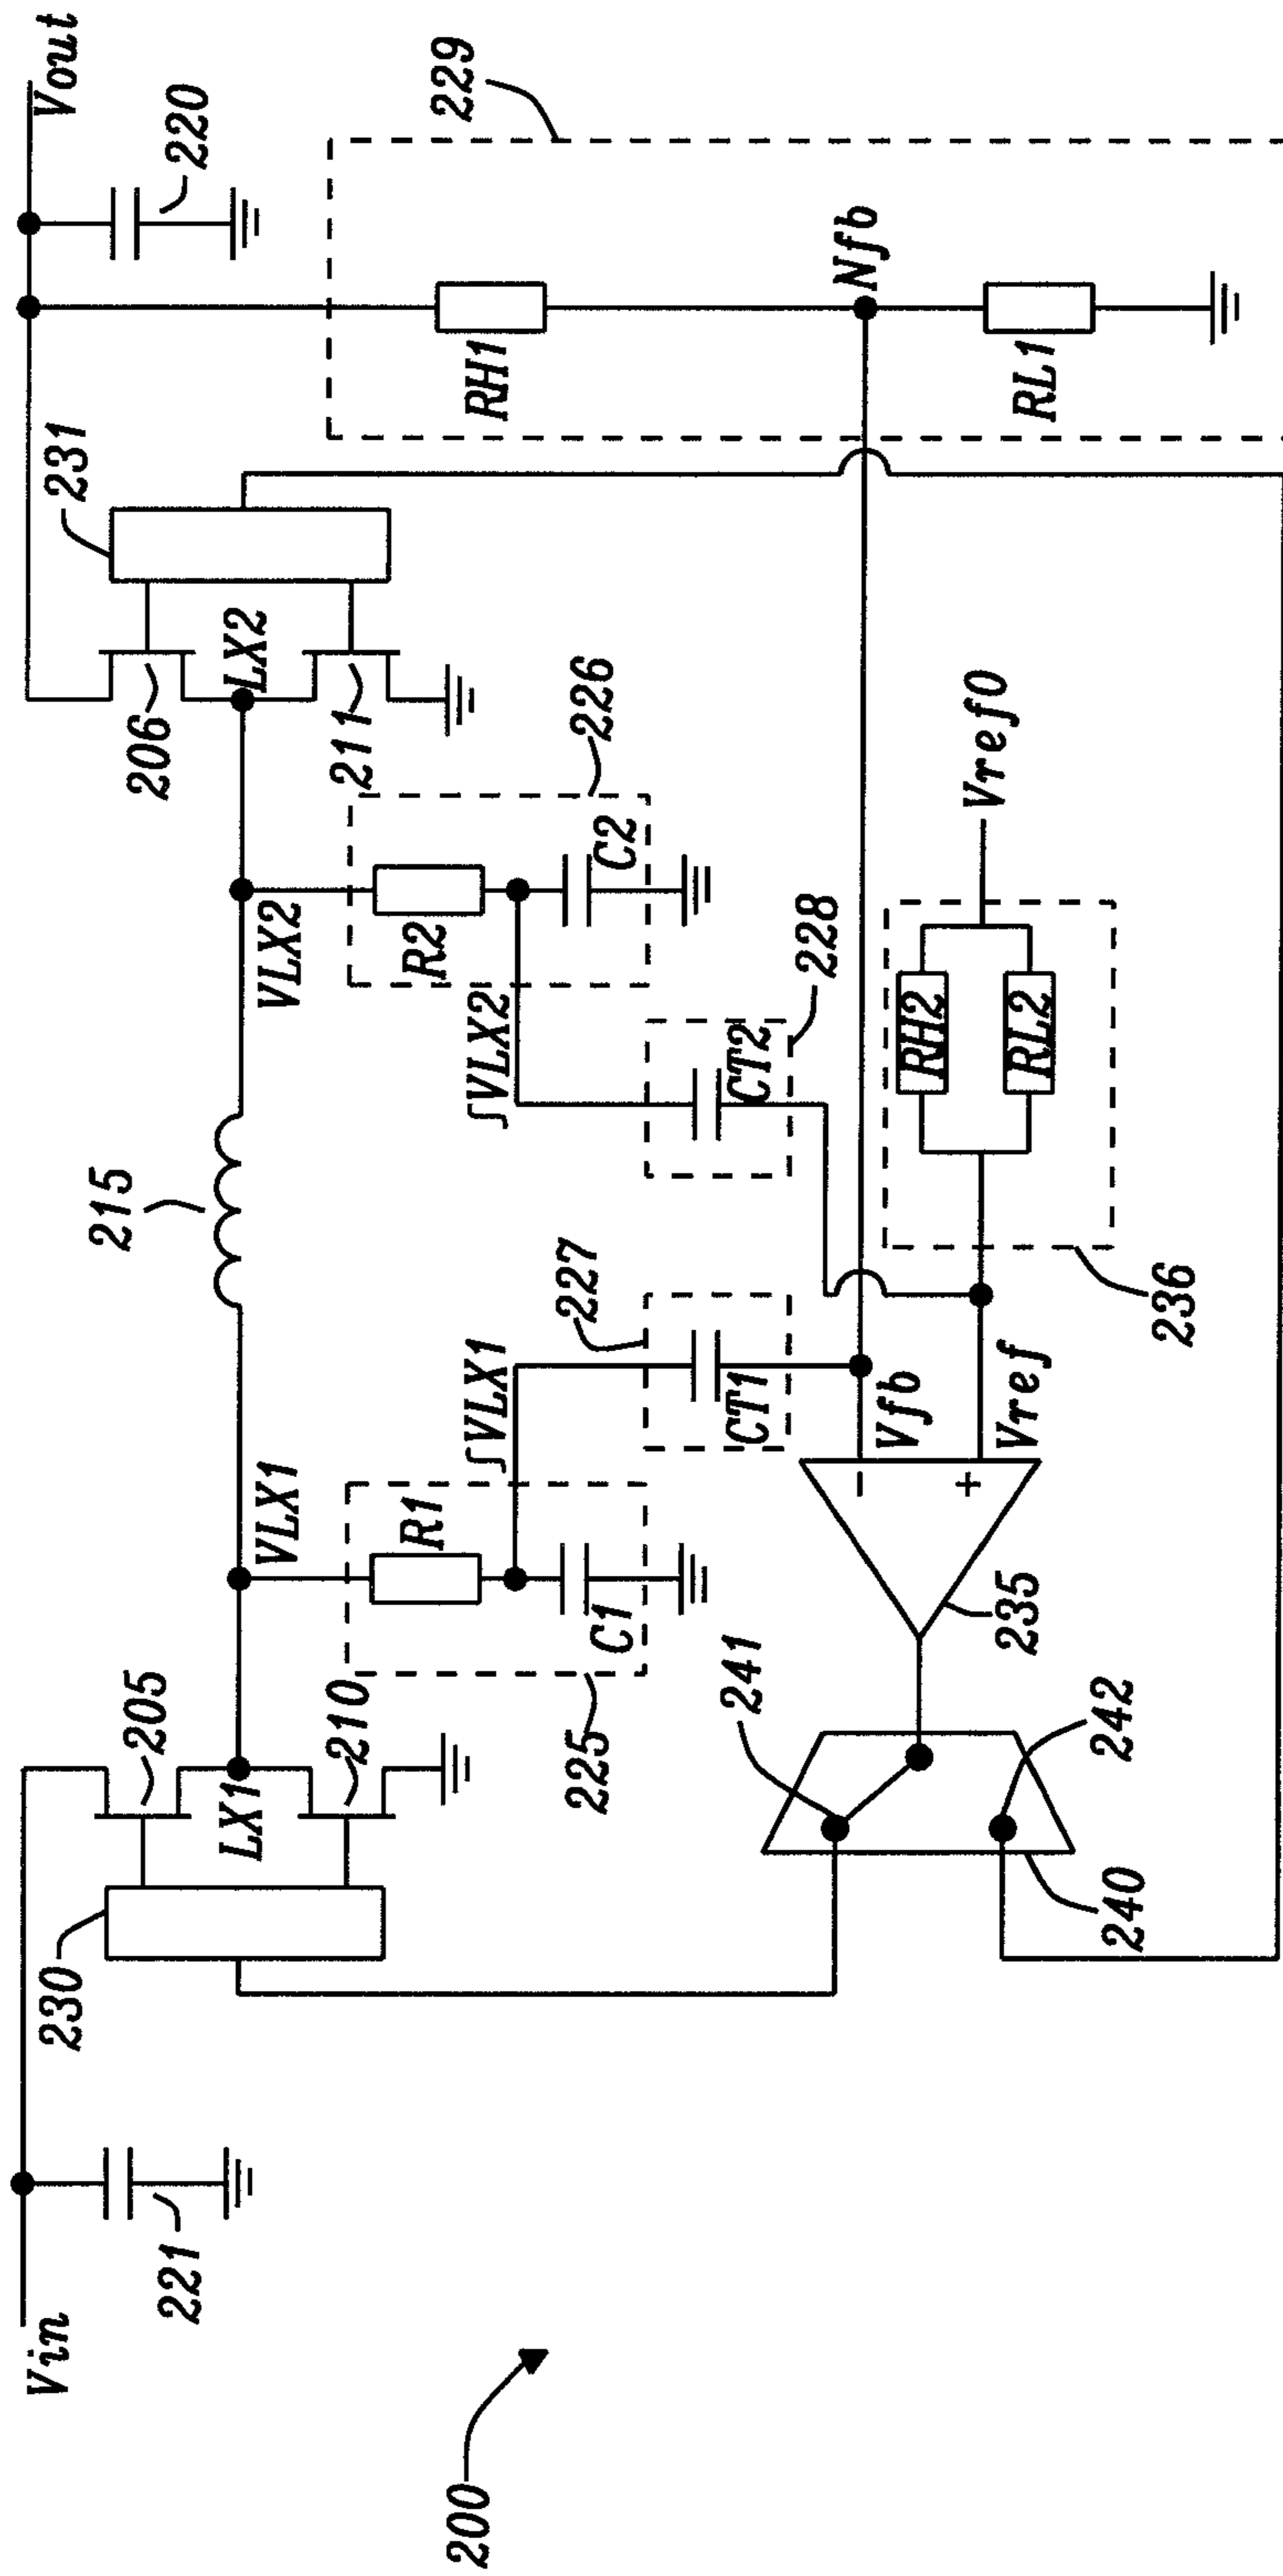 Vin
Vout
221
230
205
LX1
210
VLX1
215
VLX2
LX2
206
211
231
220
229
R1
C1
225
∫VLX1
227
CT1
R2
C2
226
∫VLX2
228
CT2
RH1
Nfb
RL1
241
242
240
235
−
+
Vfb
Vref
236
RH2
RL2
Vref0
200